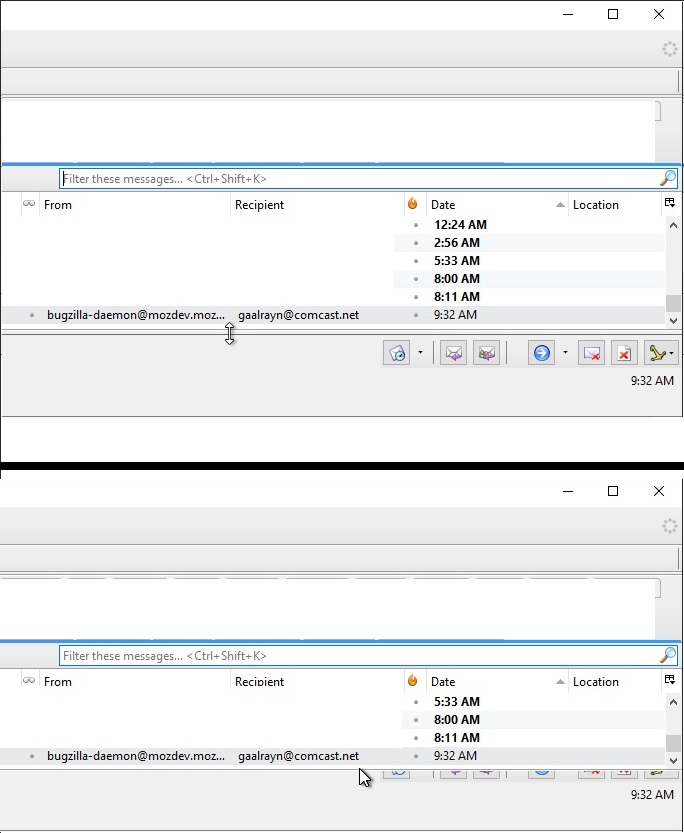 Filter these messages... <Ctrl+Shift+K>
From Recipient Date Location
12:24 AM
2:56 AM
5:33 AM
8:00 AM
8:11 AM
bugzilla-daemon@mozdev.moz... gaalrayn@comcast.net 9:32 AM
9:32 AM
Filter these messages... <Ctrl+Shift+K>
From Recipient Date Location
5:33 AM
8:00 AM
8:11 AM
bugzilla-daemon@mozdev.moz... gaalrayn@comcast.net 9:32 AM
9:32 AM